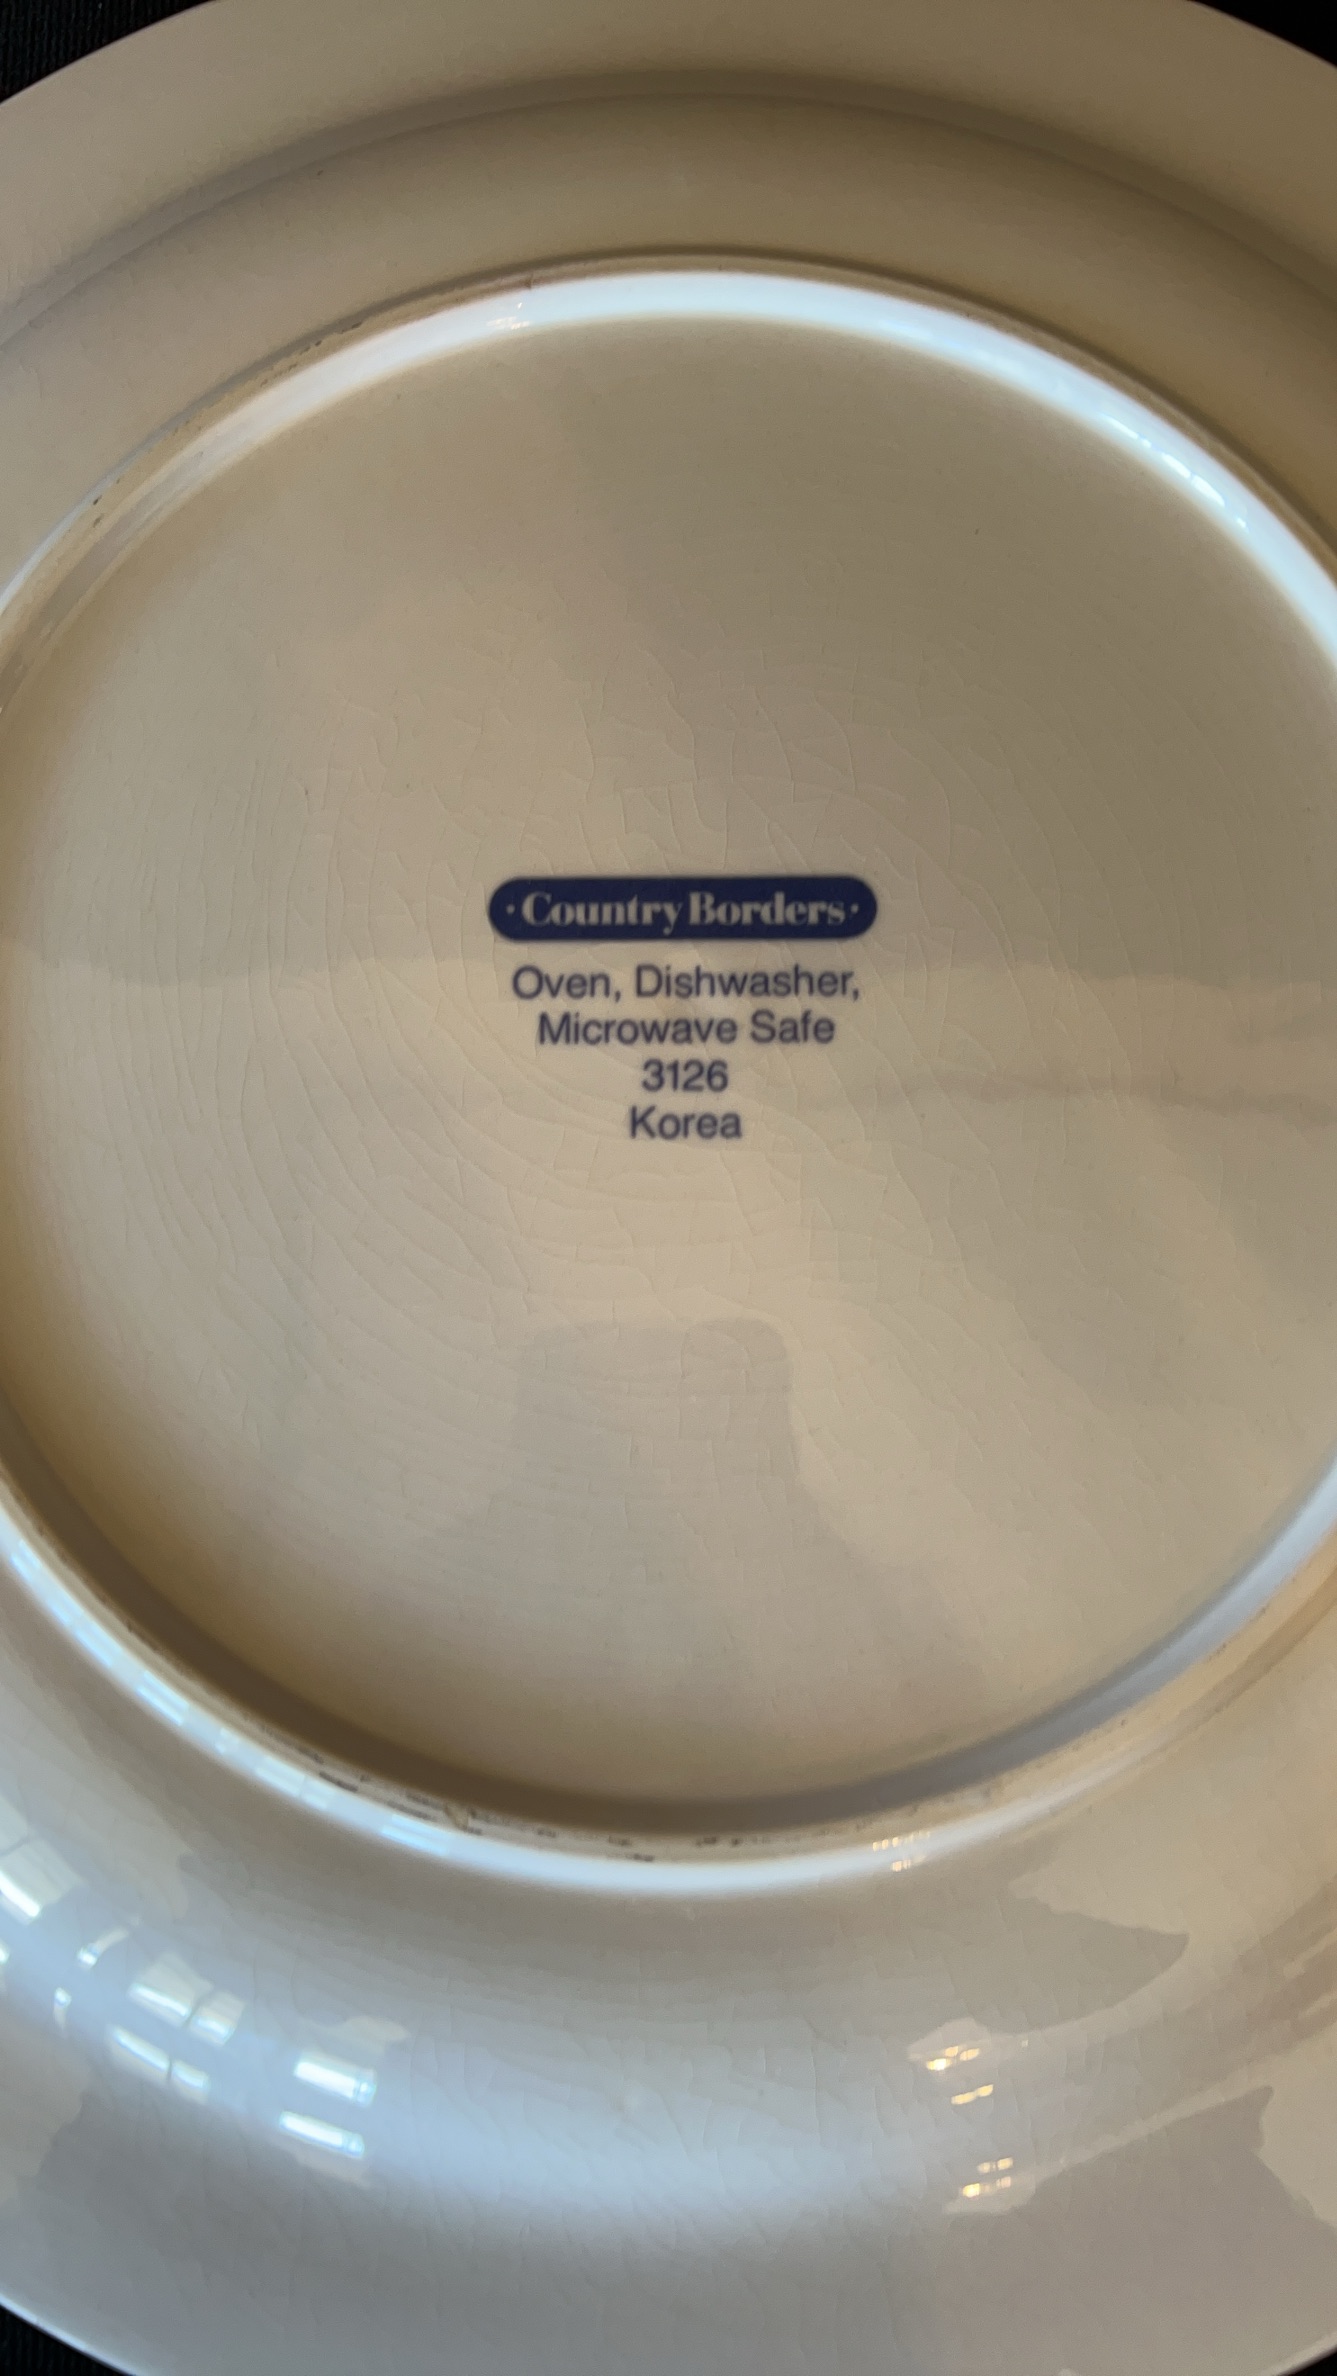 · Country Borders ·
Oven, Dishwasher,
Microwave Safe
3126
Korea